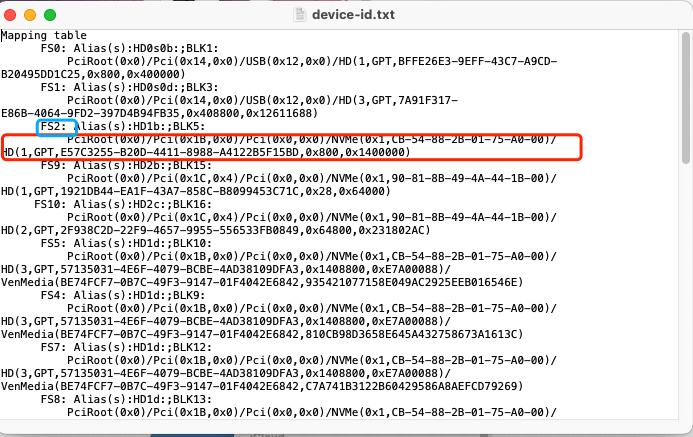 device-id.txt
Mapping table
FS0: Alias(s):HD0s0b:;BLK1:
PciRoot(0x0)/Pci(0x14,0x0)/USB(0x12,0x0)/HD(1,GPT,BFFE26E3-9EFF-43C7-A9CD-
B20495DD1C25,0x800,0x400000)
FS1: Alias(s):HD0s0d:;BLK3:
PciRoot(0x0)/Pci(0x14,0x0)/USB(0x12,0x0)/HD(3,GPT,7A91F317-
E86B-4064-9FD2-397D4B94FB35,0x408800,0x12611688)
FS2: Alias(s):HD1b:;BLK5:
PciRoot(0x0)/Pci(0x1B,0x0)/Pci(0x0,0x0)/NVMe(0x1,CB-54-88-2B-01-75-A0-00)/
HD(1,GPT,E57C3255-B20D-4411-8988-A4122B5F15BD,0x800,0x1400000)
FS9: Alias(s):HD2b:;BLK15:
PciRoot(0x0)/Pci(0x1C,0x4)/Pci(0x0,0x0)/NVMe(0x1,90-81-8B-49-4A-44-1B-00)/
HD(1,GPT,1921DB44-EA1F-43A7-858C-B8099453C71C,0x28,0x64000)
FS10: Alias(s):HD2c:;BLK16:
PciRoot(0x0)/Pci(0x1C,0x4)/Pci(0x0,0x0)/NVMe(0x1,90-81-8B-49-4A-44-1B-00)/
HD(2,GPT,2F938C2D-22F9-4657-9955-556533FB0849,0x64800,0x231802AC)
FS5: Alias(s):HD1d:;BLK10:
PciRoot(0x0)/Pci(0x1B,0x0)/Pci(0x0,0x0)/NVMe(0x1,CB-54-88-2B-01-75-A0-00)/
HD(3,GPT,57135031-4E6F-4079-BCBE-4AD38109DFA3,0x1408800,0xE7A00088)/
VenMedia(BE74FCF7-0B7C-49F3-9147-01F4042E6842,935421077158E049AC2925EEB016546E)
FS4: Alias(s):HD1d:;BLK9:
PciRoot(0x0)/Pci(0x1B,0x0)/Pci(0x0,0x0)/NVMe(0x1,CB-54-88-2B-01-75-A0-00)/
HD(3,GPT,57135031-4E6F-4079-BCBE-4AD38109DFA3,0x1408800,0xE7A00088)/
VenMedia(BE74FCF7-0B7C-49F3-9147-01F4042E6842,810CB98D3658E645A432758673A1613C)
FS7: Alias(s):HD1d:;BLK12:
PciRoot(0x0)/Pci(0x1B,0x0)/Pci(0x0,0x0)/NVMe(0x1,CB-54-88-2B-01-75-A0-00)/
HD(3,GPT,57135031-4E6F-4079-BCBE-4AD38109DFA3,0x1408800,0xE7A00088)/
VenMedia(BE74FCF7-0B7C-49F3-9147-01F4042E6842,C7A741B3122B60429586A8AEFCD79269)
FS8: Alias(s):HD1d:;BLK13:
PciRoot(0x0)/Pci(0x1B,0x0)/Pci(0x0,0x0)/NVMe(0x1,CB-54-88-2B-01-75-A0-00)/